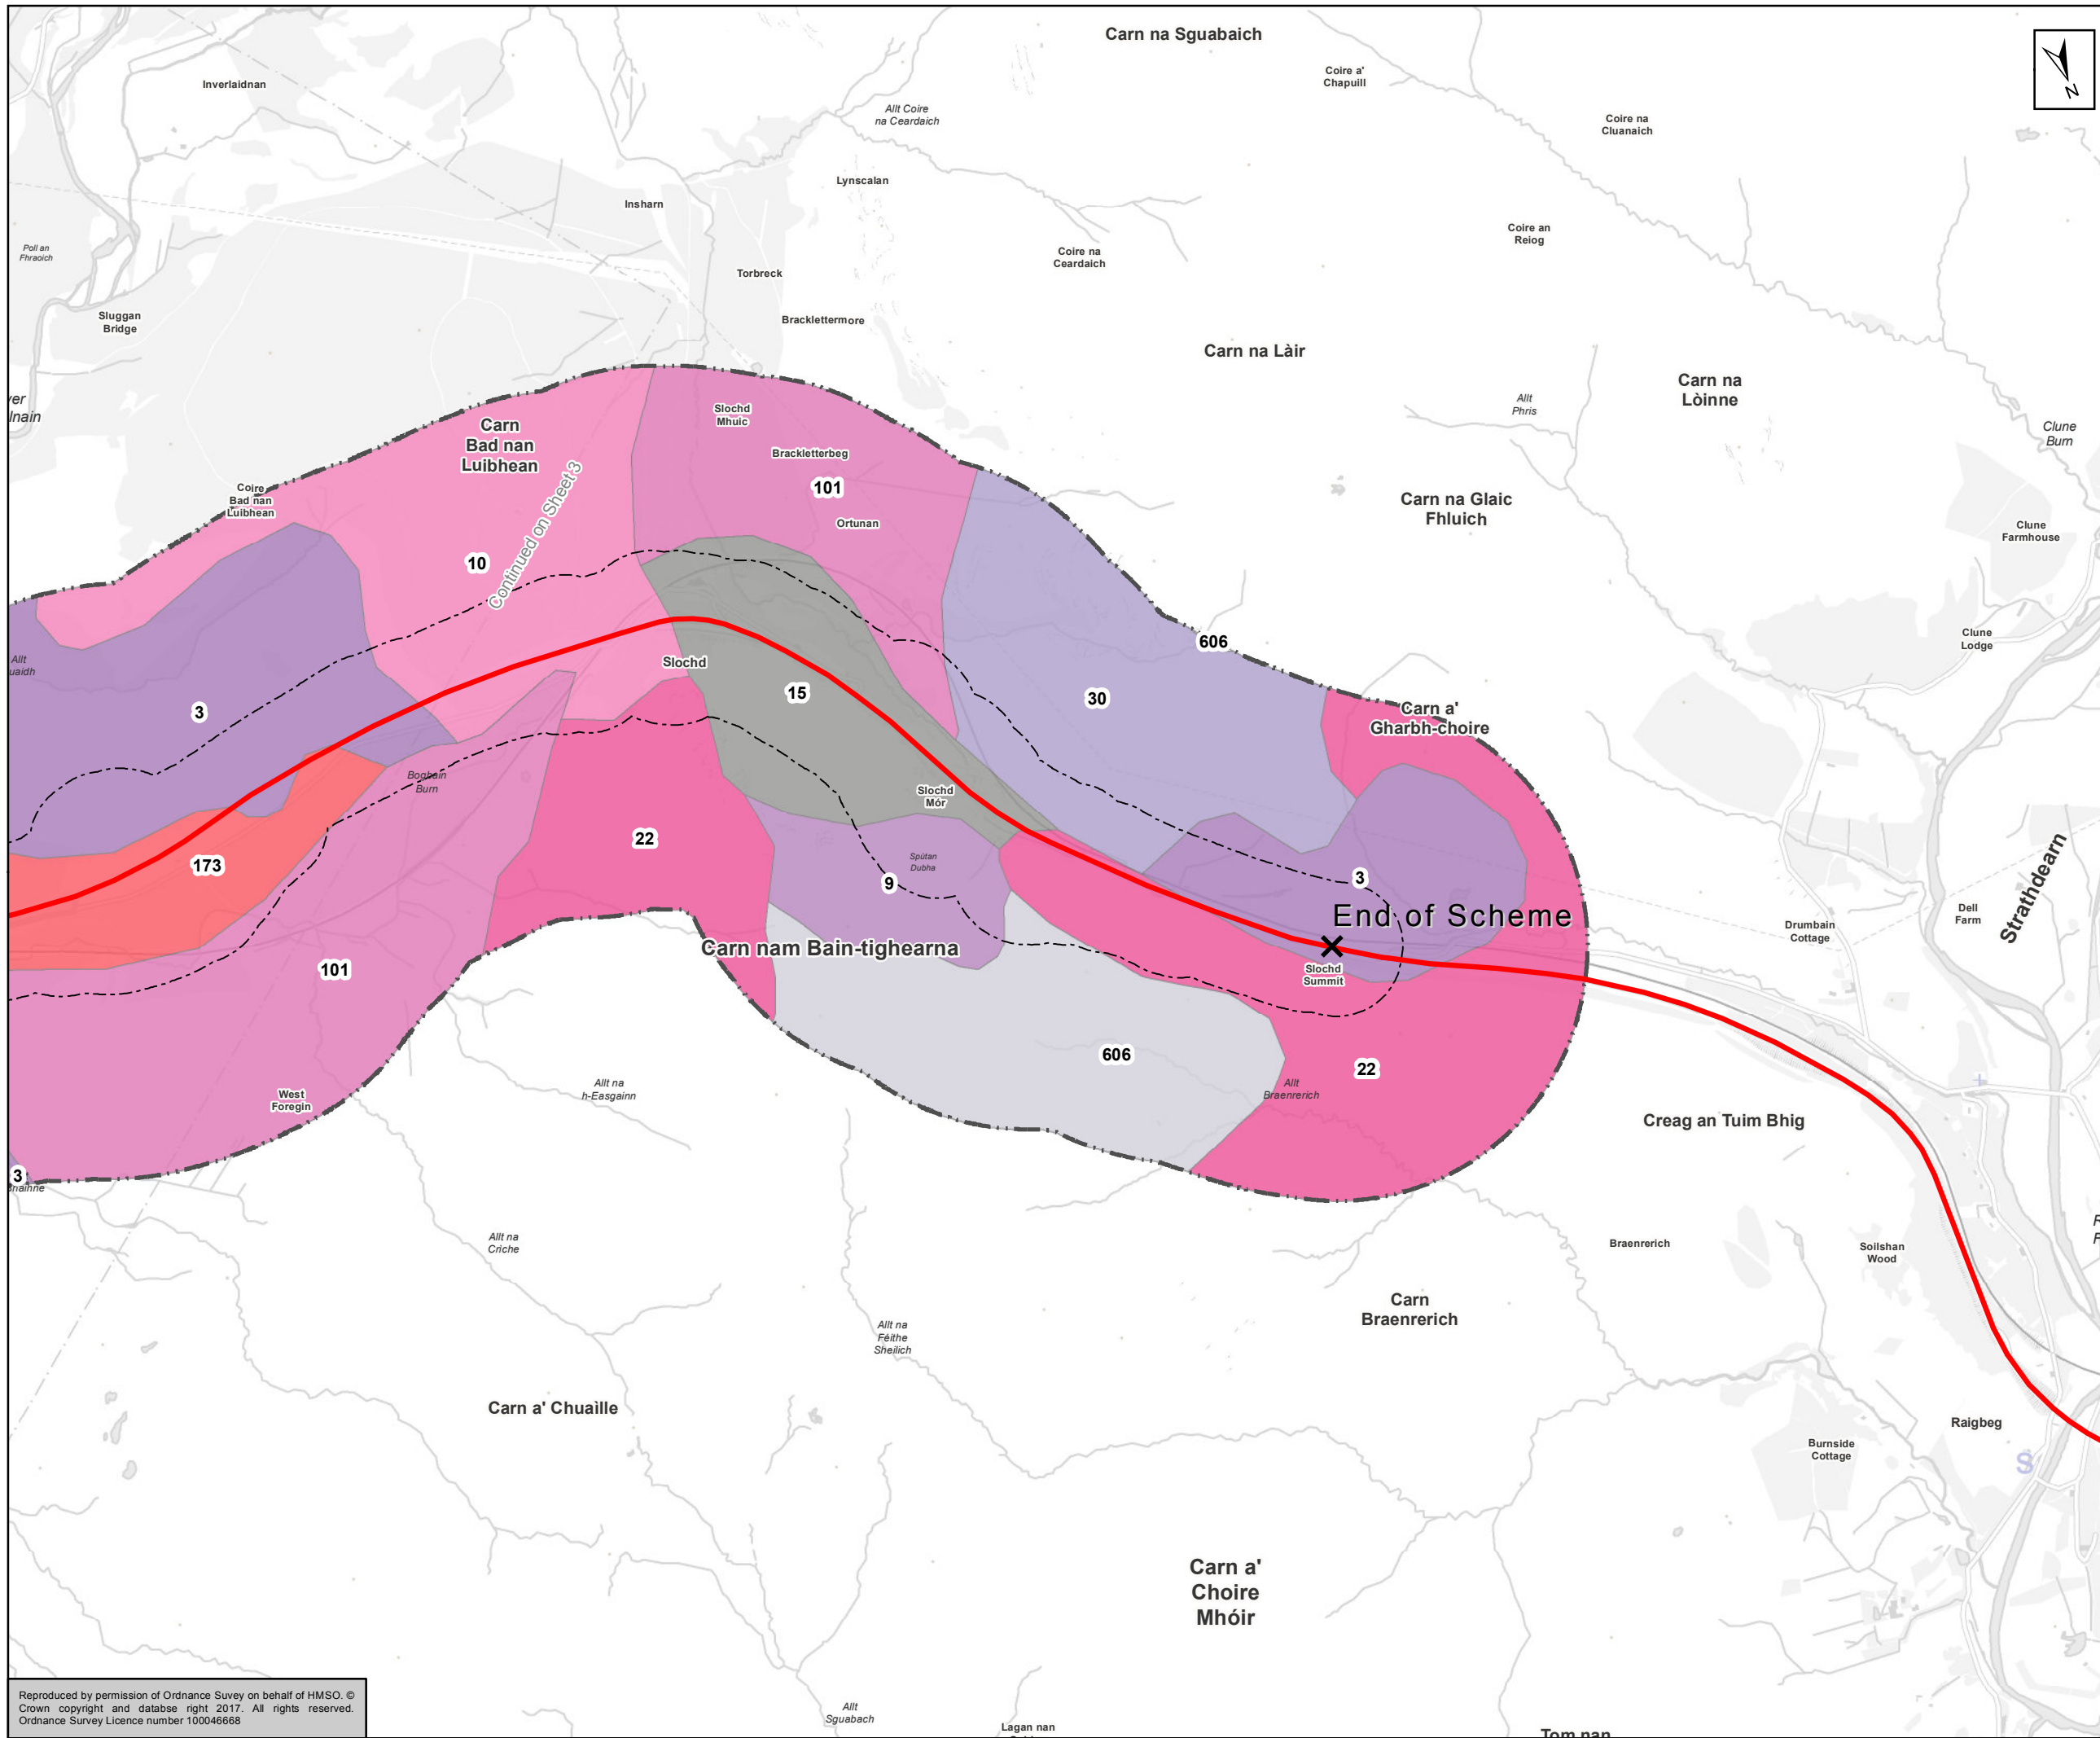 Carn na Sguabaich
Coire a'
Chapuill
N
Inverlaidnan
Allt Coire
na Ceardaich
Coire na
Cluanaich
Lynscalan
Insharn
Poll an
Fhraoich
Coire na
Ceardaich
Coire an
Reiog
Torbreck
Sluggan
Bridge
Bracklettermore
Carn na Làir
Carn na
Lòinne
Allt
Phris
Clune
Burn
Slochd
Mhuic
Carn
Bad nan
Luibhean
Brackletterbeg
101
Coire
Bad nan
Luibhean
Continued on Sheet 3
Ortunan
Carn na Glaic
Fhluich
Clune
Farmhouse
10
606
Clune
Lodge
Allt
Slochd
15
30
3
Carn a'
Gharbh-choire
Boghain
Burn
Slochd
Mór
22
173
Spùtan
Dubha
9
3
End of Scheme
Strathdearn
Dell
Farm
Drumbain
Cottage
Carn nam Bain-tighearna
101
Slochd
Summit
606
22
Allt
Braenrerich
Allt na
h-Easgainn
West
Foregin
Creag an Tuim Bhig
3
Allt na
Criche
Braenrerich
Soilshan
Wood
Carn
Braenrerich
Allt na
Féithe
Sheilich
Carn a' Chuaìlle
Raigbeg
Burnside
Cottage
S
Carn a'
Choire
Mhóir
Reproduced by permission of Ordnance Suvey on behalf of HMSO. ©
Crown copyright and databse right 2017. All rights reserved.
Ordnance Survey Licence number 100046668
Allt
Sguabach
Lagan nan
Tom nan